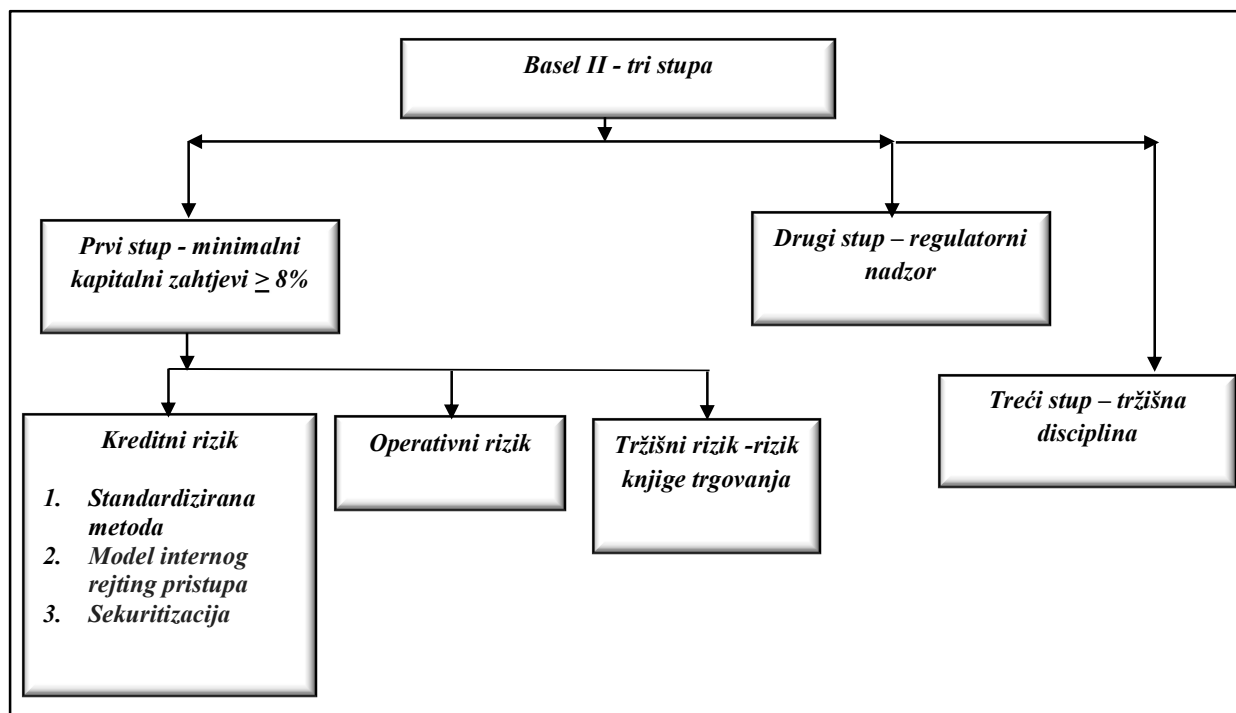 Basel II - tri stupa
Prvi stup - minimalni
kapitalni zahtjevi ≥ 8%
Drugi stup – regulatorni
nadzor
Treći stup – tržišna
disciplina
Kreditni rizik
1. Standardizirana
metoda
2. Model internog
rejting pristupa
3. Sekuritizacija
Operativni rizik
Tržišni rizik -rizik
knjige trgovanja